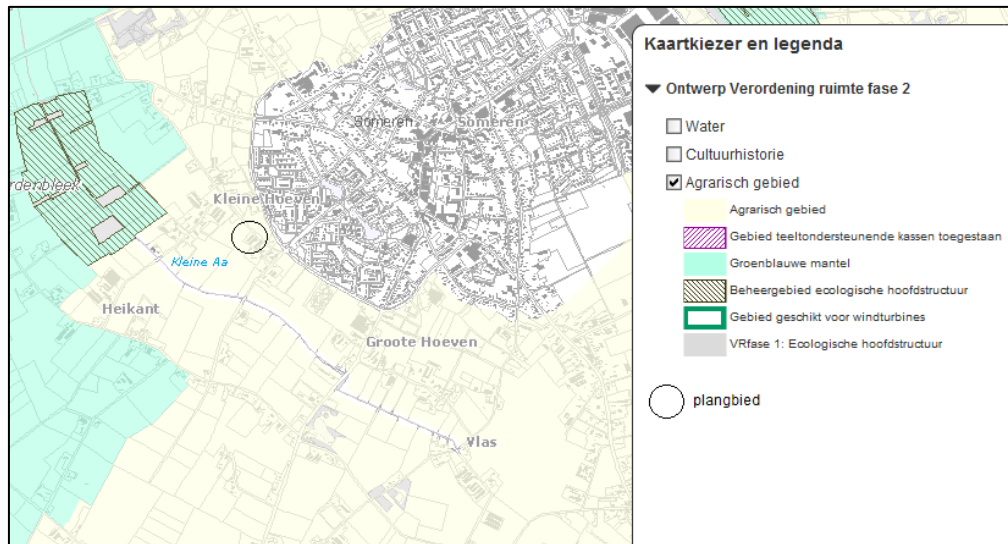 Kaartkiezer en legenda
Ontwerp Verordening ruimte fase 2
Water
Cultuurhistorie
Agrarisch gebied
Agrarisch gebied
Gebied teeltondersteunende kassen toegestaan
Groenblauwe mantel
Beheergebied ecologische hoofdstructuur
Gebied geschikt voor windturbines
VRfase 1: Ecologische hoofdstructuur
plangbied
Someren
Someren
rdenbleek
Kleine Hoeven
Kleine Aa
Heikant
Groote Hoeven
Vlas